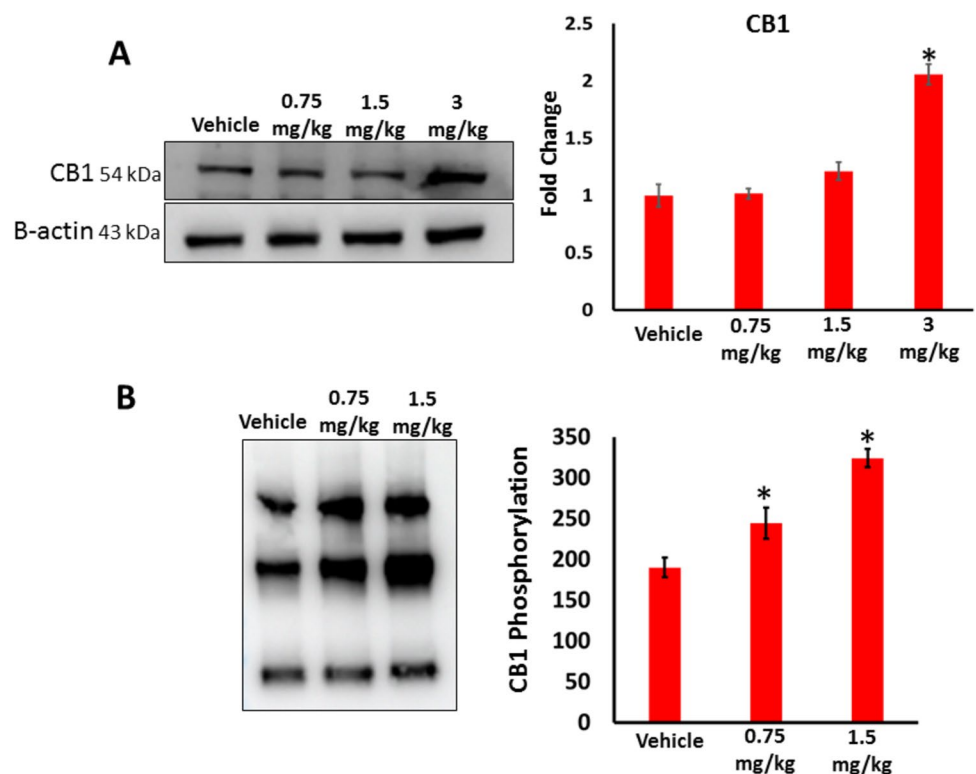 A
Vehicle
0.75
mg/kg
1.5
mg/kg
3
mg/kg
CB1 54 kDa
B-actin 43 kDa
CB1
Fold Change
2.5
2
1.5
1
0.5
0
*
Vehicle
0.75
mg/kg
1.5
mg/kg
3
mg/kg
B
Vehicle
0.75
mg/kg
1.5
mg/kg
CB1 Phosphorylation
350
300
250
200
150
100
50
0
*
*
Vehicle
0.75
mg/kg
1.5
mg/kg